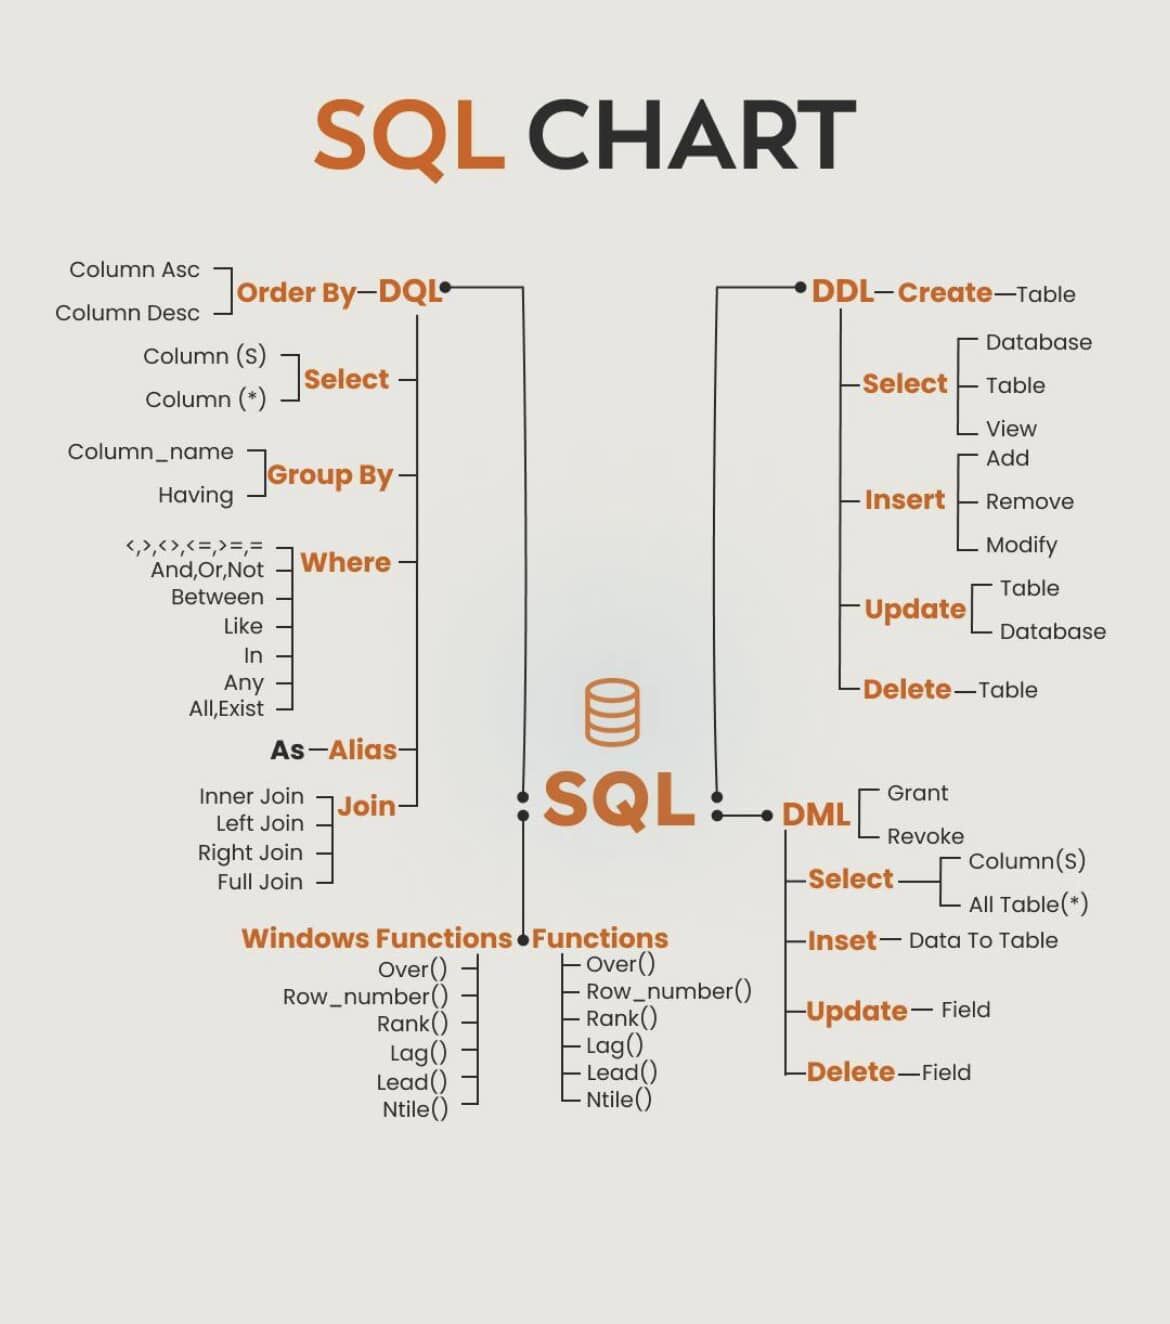 SQL CHART
Column Asc
Column Desc
Order By
DQL
Column (S)
Column (*)
Select
Column_name
Having
Group By
<,>,<>,<=,>=,=
And,Or,Not
Between
Like
In
Any
All,Exist
Where
As
Alias
Inner Join
Left Join
Right Join
Full Join
Join
DDL
Create
Table
Select
Database
Table
View
Insert
Add
Remove
Modify
Update
Table
Database
Delete
Table
SQL
DML
Grant
Revoke
Select
Column(S)
All Table(*)
Inset
Data To Table
Update
Field
Delete
Field
Windows Functions
Over()
Row_number()
Rank()
Lag()
Lead()
Ntile()
Functions
Over()
Row_number()
Rank()
Lag()
Lead()
Ntile()